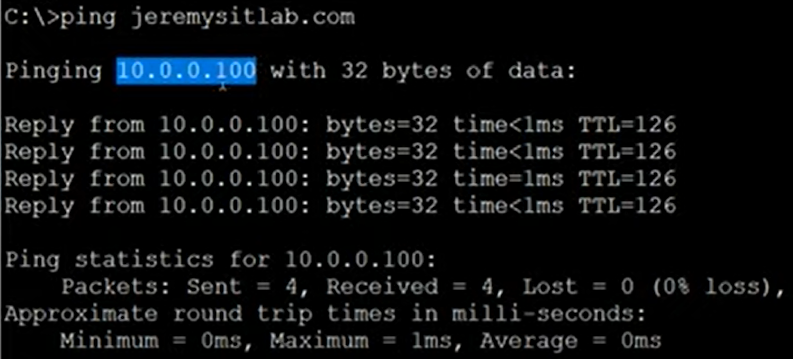 C:\>ping jeremysitlab.com
Pinging 10.0.0.100 with 32 bytes of data:
Reply from 10.0.0.100: bytes=32 time<1ms TTL=126
Reply from 10.0.0.100: bytes=32 time<1ms TTL=126
Reply from 10.0.0.100: bytes=32 time=1ms TTL=126
Reply from 10.0.0.100: bytes=32 time<1ms TTL=126
Ping statistics for 10.0.0.100:
Packets: Sent = 4, Received = 4, Lost = 0 (0% loss),
Approximate round trip times in milli-seconds:
Minimum = 0ms, Maximum = 1ms, Average = 0ms